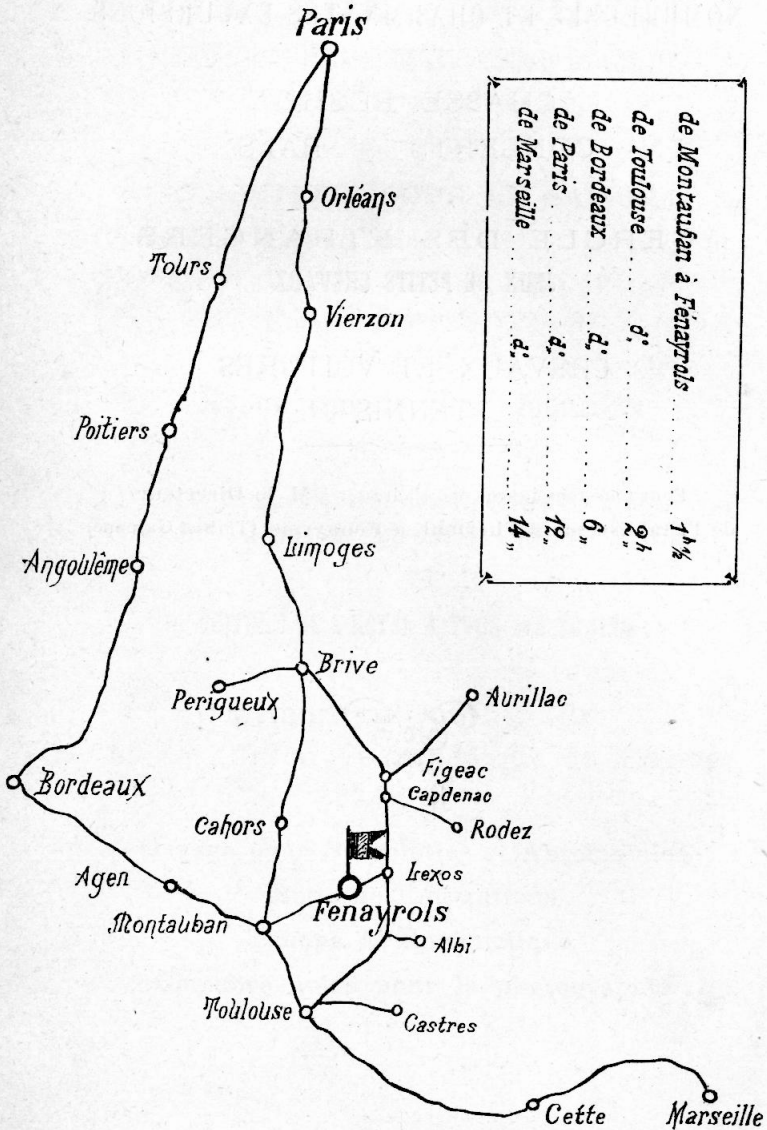 Paris
de Montauban à Fénayrols ........ 1h½
de Toulouse d° ........ 2h
de Bordeaux d° ........ 6 "
de Paris d° ........ 12 "
de Marseille d° ........ 14 "
Orléans
Tours
Vierzon
Poitiers
Limoges
Angoulême
Brive
Perigueux
Aurillac
Figeac
Bordeaux
Capdenac
Cahors
Rodez
Agen
Lexos
Fenayrols
Montauban
Albi
Toulouse
Castres
Cette
Marseille